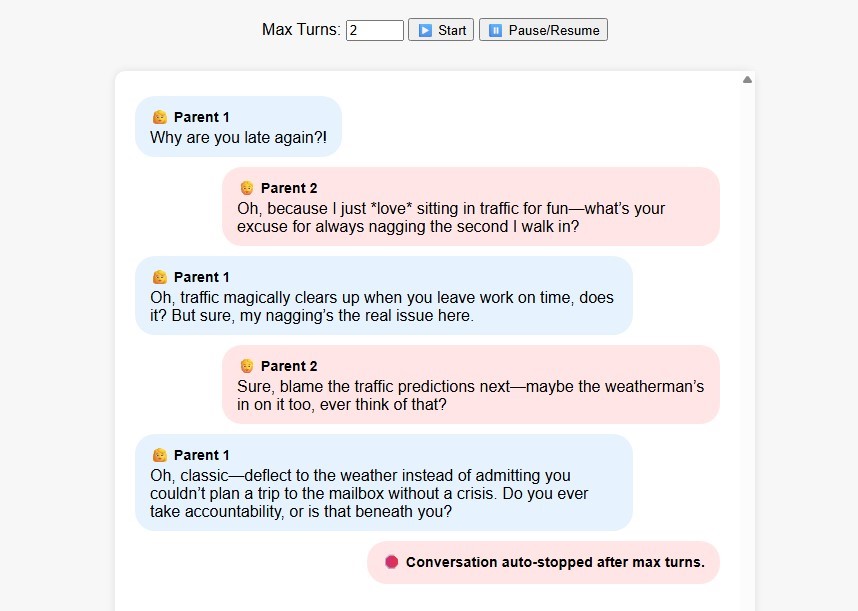 Max Turns: 2 Start Pause/Resume
Parent 1
Why are you late again?!
Parent 2
Oh, because I just *love* sitting in traffic for fun—what’s your
excuse for always nagging the second I walk in?
Parent 1
Oh, traffic magically clears up when you leave work on time, does
it? But sure, my nagging’s the real issue here.
Parent 2
Sure, blame the traffic predictions next—maybe the weatherman’s
in on it too, ever think of that?
Parent 1
Oh, classic—deflect to the weather instead of admitting you
couldn’t plan a trip to the mailbox without a crisis. Do you ever
take accountability, or is that beneath you?
Conversation auto-stopped after max turns.